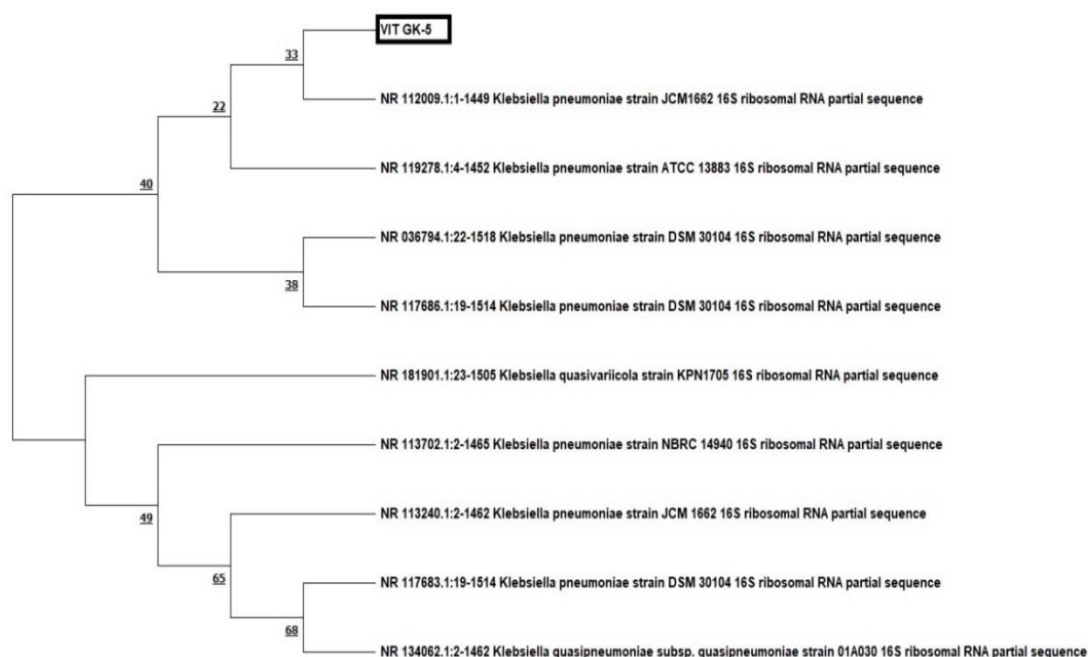 VIT GK-5
33
NR 112009.1:1-1449 Klebsiella pneumoniae strain JCM1662 16S ribosomal RNA partial sequence
22
NR 119278.1:4-1452 Klebsiella pneumoniae strain ATCC 13883 16S ribosomal RNA partial sequence
40
NR 036794.1:22-1518 Klebsiella pneumoniae strain DSM 30104 16S ribosomal RNA partial sequence
38
NR 117686.1:19-1514 Klebsiella pneumoniae strain DSM 30104 16S ribosomal RNA partial sequence
NR 181901.1:23-1505 Klebsiella quasivariicola strain KPN1705 16S ribosomal RNA partial sequence
NR 113702.1:2-1465 Klebsiella pneumoniae strain NBRC 14940 16S ribosomal RNA partial sequence
49
NR 113240.1:2-1462 Klebsiella pneumoniae strain JCM 1662 16S ribosomal RNA partial sequence
65
NR 117683.1:19-1514 Klebsiella pneumoniae strain DSM 30104 16S ribosomal RNA partial sequence
68
NR 134062.1:2-1462 Klebsiella quasipneumoniae subsp. quasipneumoniae strain 01A030 16S ribosomal RNA partial sequence